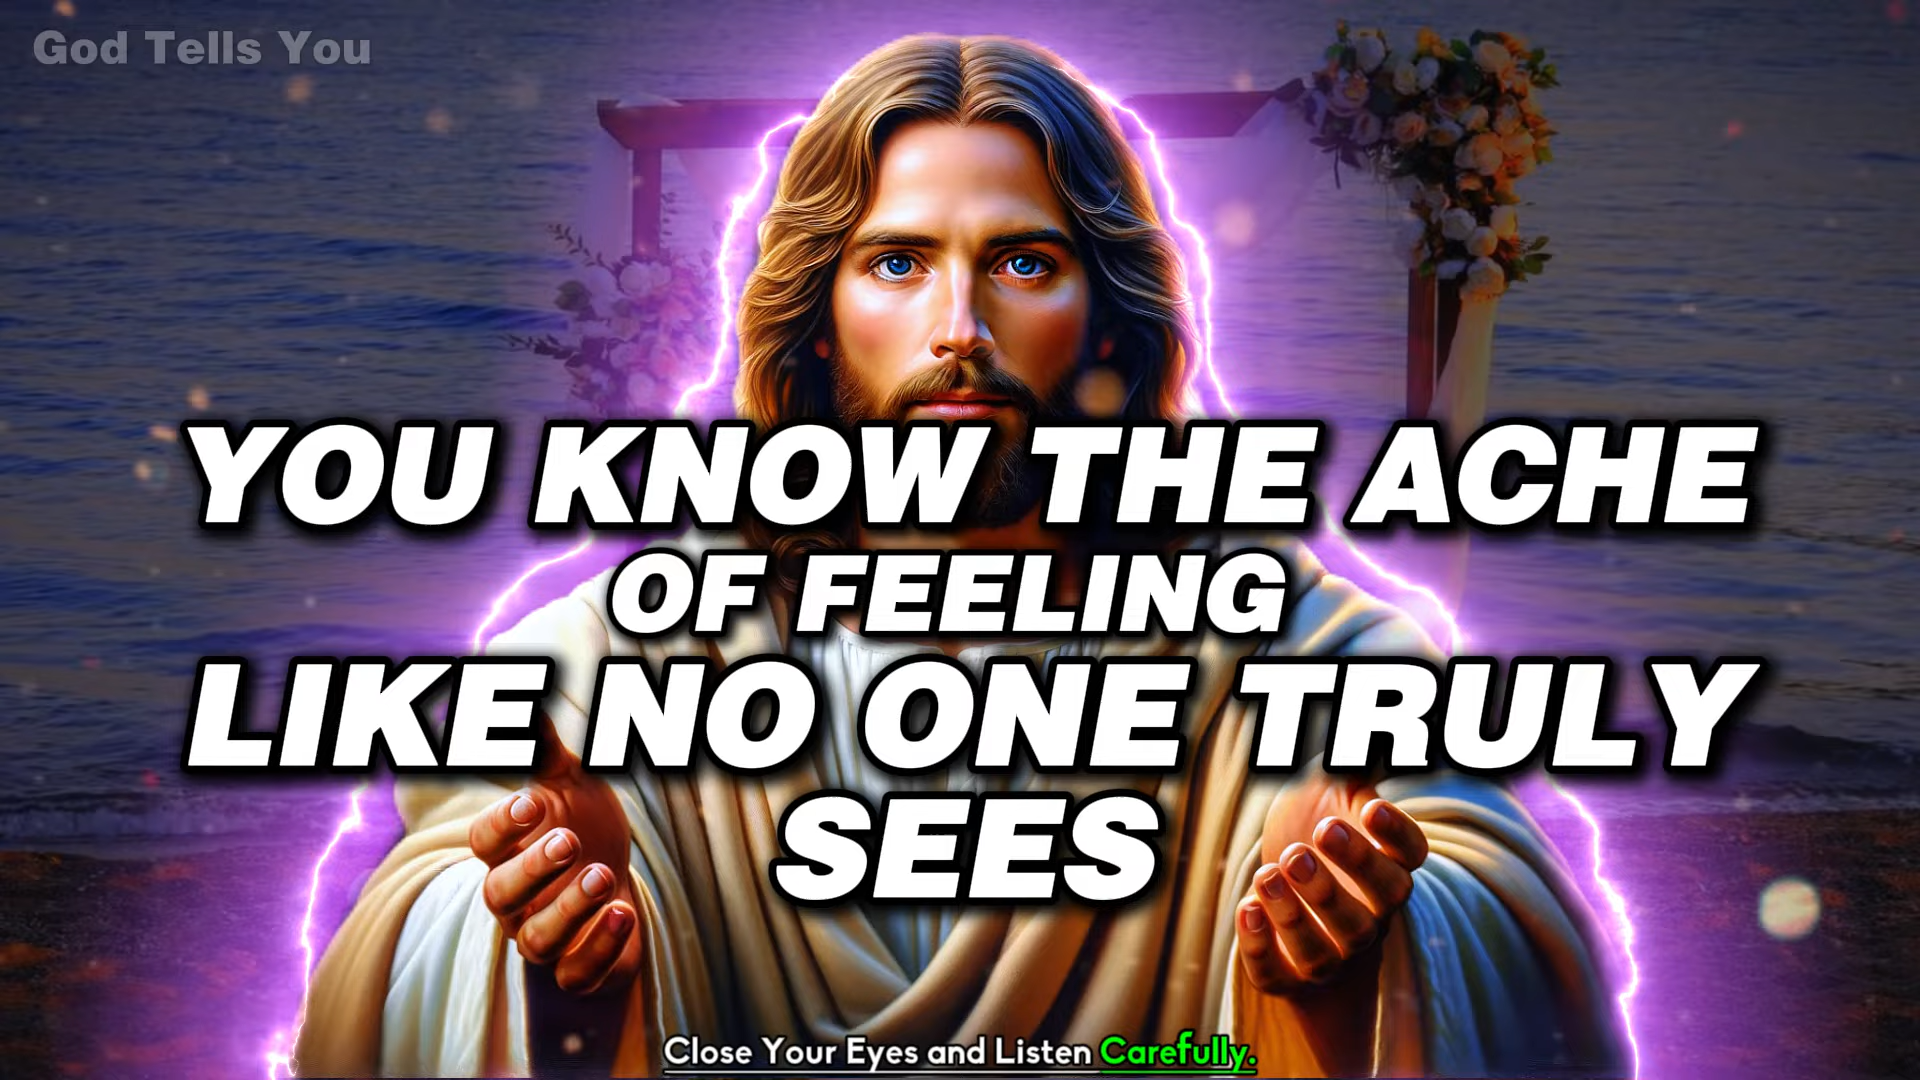 God Tells You
YOU KNOW THE ACHE
OF FEELING
LIKE NO ONE TRULY
SEES
Close Your Eyes and Listen Carefully.